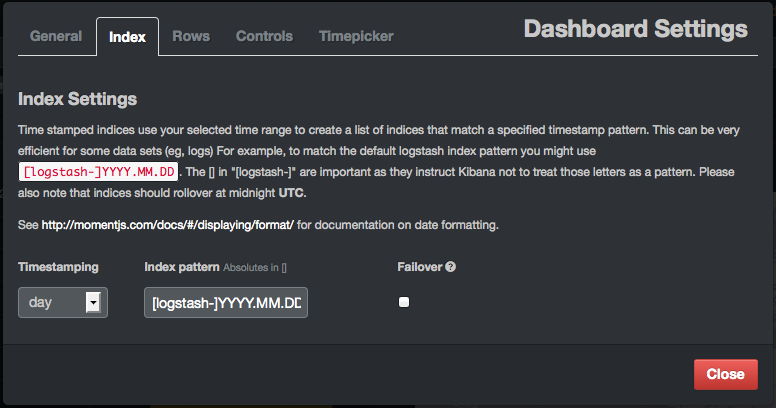 General Index Rows Controls Timepicker Dashboard Settings
Index Settings
Time stamped indices use your selected time range to create a list of indices that match a specified timestamp pattern. This can be very
efficient for some data sets (eg, logs) For example, to match the default logstash index pattern you might use
[logstash-]YYYY.MM.DD. The [] in "[logstash-]" are important as they instruct Kibana not to treat those letters as a pattern. Please
also note that indices should rollover at midnight UTC.
See http://momentjs.com/docs/#/displaying/format/ for documentation on date formatting.
Timestamping Index pattern Absolutes in [] Failover ?
day [logstash-]YYYY.MM.DD
Close